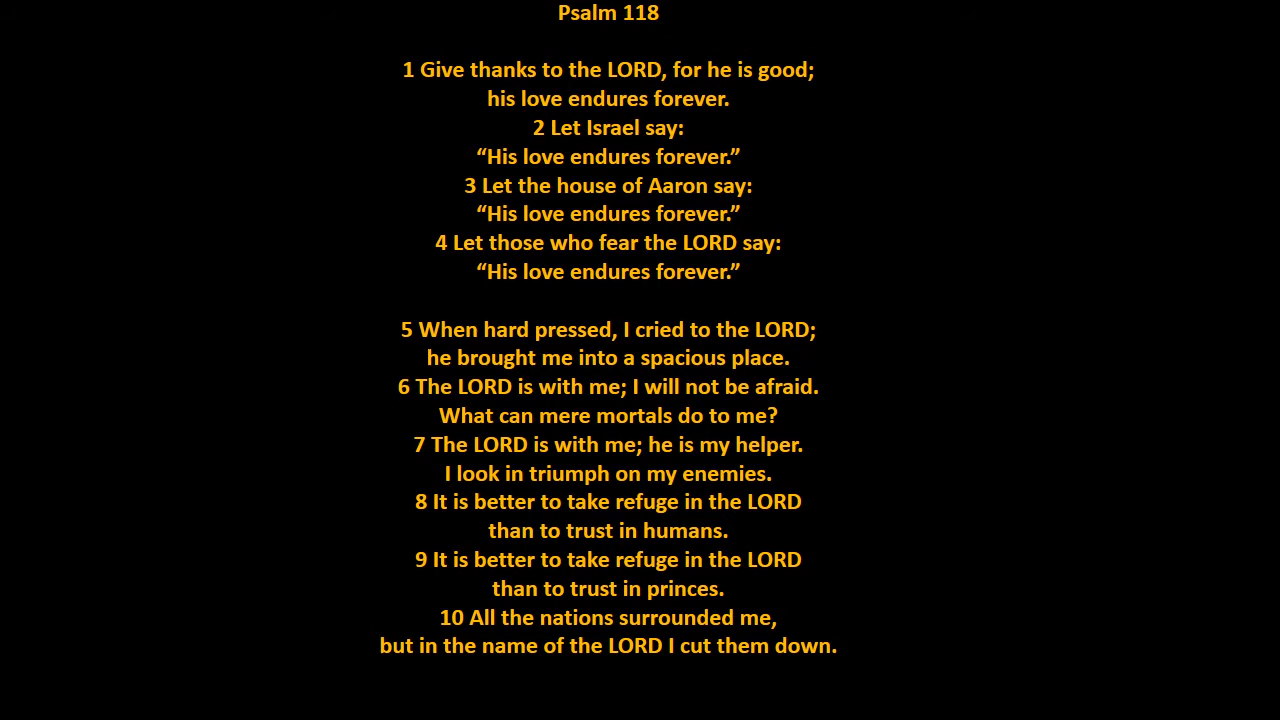 Psalm 118
1 Give thanks to the LORD, for he is good;
his love endures forever.
2 Let Israel say:
“His love endures forever.”
3 Let the house of Aaron say:
“His love endures forever.”
4 Let those who fear the LORD say:
“His love endures forever.”
5 When hard pressed, I cried to the LORD;
he brought me into a spacious place.
6 The LORD is with me; I will not be afraid.
What can mere mortals do to me?
7 The LORD is with me; he is my helper.
I look in triumph on my enemies.
8 It is better to take refuge in the LORD
than to trust in humans.
9 It is better to take refuge in the LORD
than to trust in princes.
10 All the nations surrounded me,
but in the name of the LORD I cut them down.